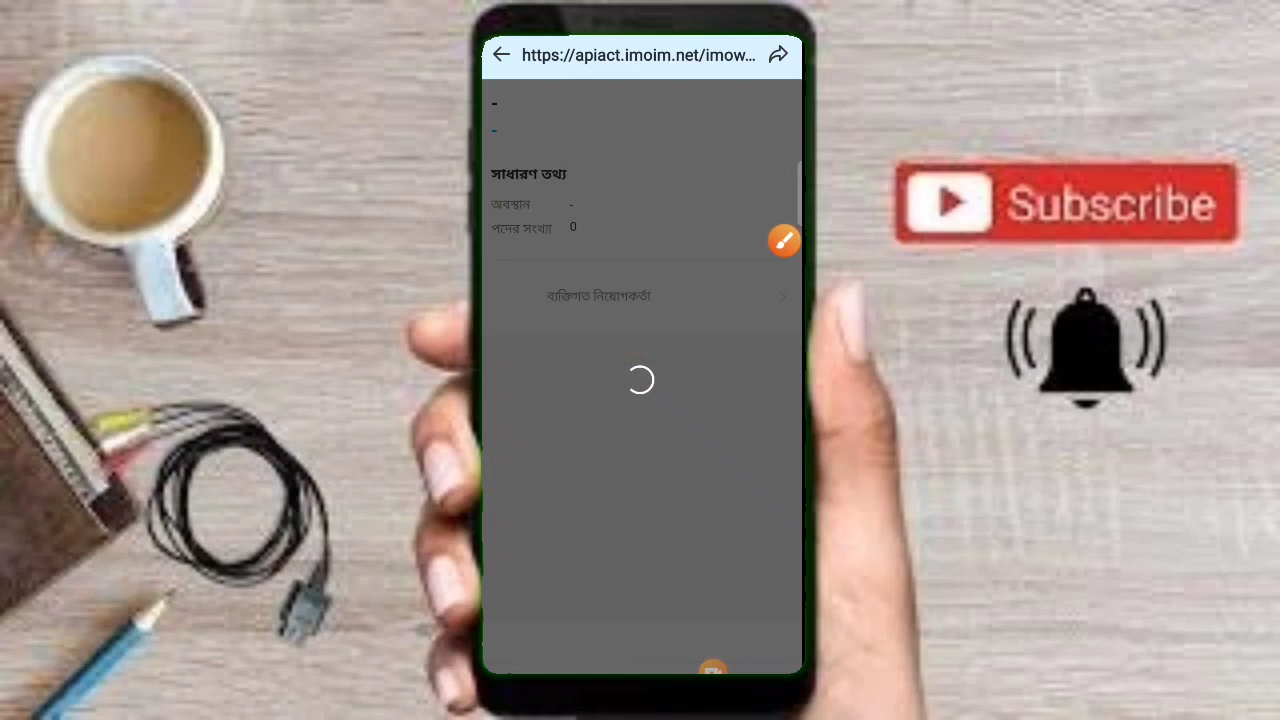 https://apiact.imoim.net/imow...
-
-
সাধারণ তথ্য
অবস্থান -
পদের সংখ্যা 0
ব্যক্তিগত নিয়োগকর্তা
Subscribe